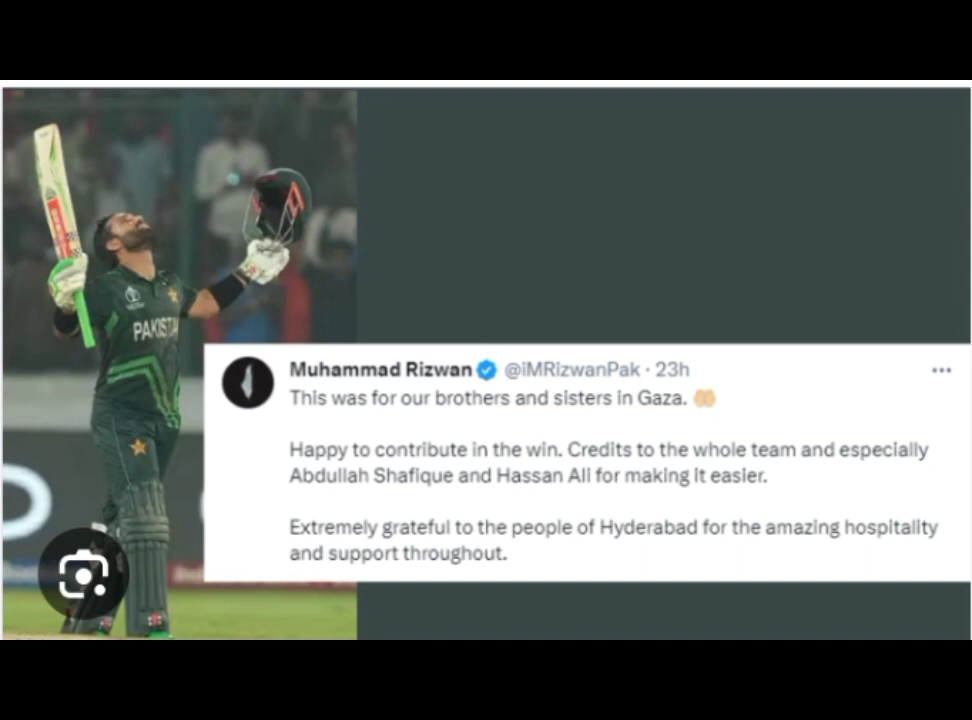 PAKISTA
Muhammad Rizwan @iMRizwanPak · 23h
This was for our brothers and sisters in Gaza. 🤲🏼
Happy to contribute in the win. Credits to the whole team and especially
Abdullah Shafique and Hassan Ali for making it easier.
Extremely grateful to the people of Hyderabad for the amazing hospitality
and support throughout.